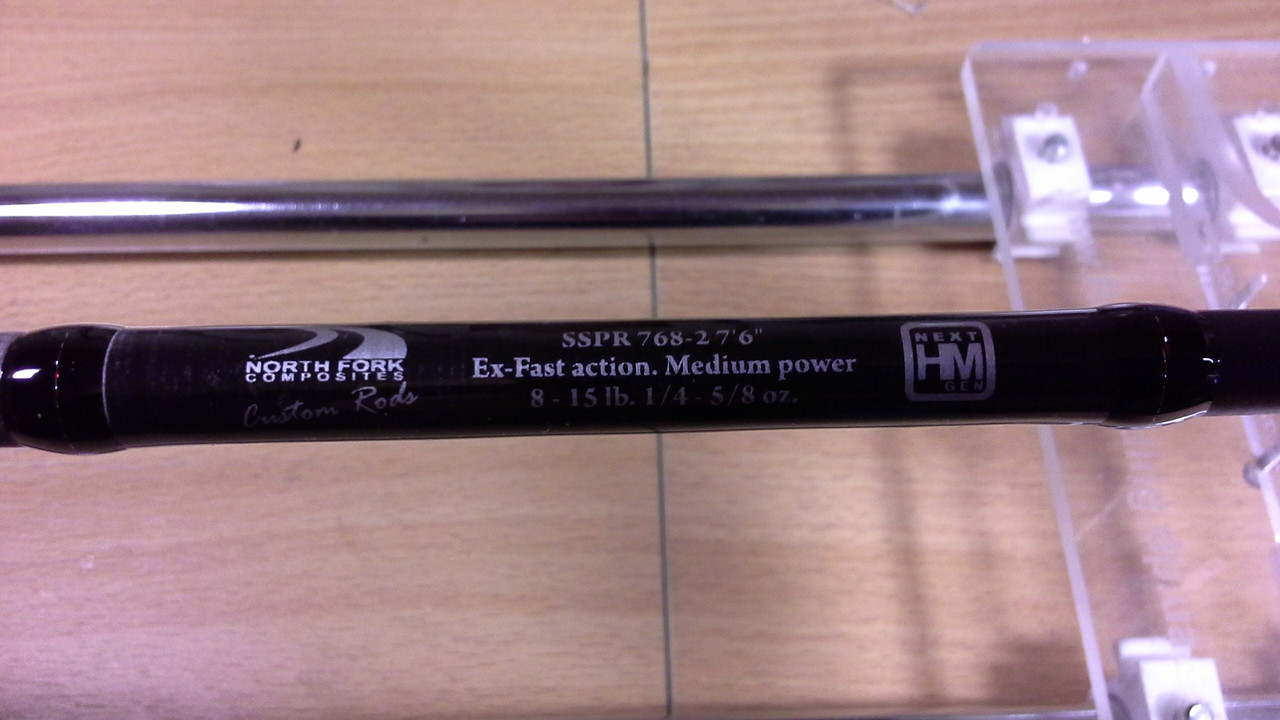 NORTH FORK
COMPOSITES
Custom Rods
SSPR 768-2 7'6"
Ex-Fast action. Medium power
8 - 15 lb. 1/4 - 5/8 oz.
NEXT
HM
GEN